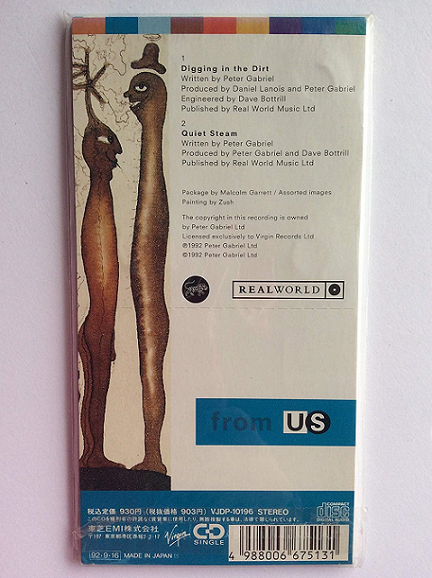 1
Digging in the Dirt
Written by Peter Gabriel
Produced by Daniel Lanois and Peter Gabriel
Engineered by Dave Bottrill
Published by Real World Music Ltd
2
Quiet Steam
Written by Peter Gabriel
Produced by Peter Gabriel and Dave Bottrill
Published by Real World Music Ltd
Package by Malcolm Garrett / Assorted images
Painting by Zush
The copyright in this recording is owned
by Peter Gabriel Ltd
Licensed exclusively to Virgin Records Ltd
℗1992 Peter Gabriel Ltd
©1992 Peter Gabriel Ltd
REALWORLD
from US
税込定価 930円 (税抜価格 903円) VJDP-10196 STEREO
東芝EMI株式会社
Virgin
CD
SINGLE
COMPACT
disc
DIGITAL AUDIO
92・9・16 MADE IN JAPAN
4 988006 675131